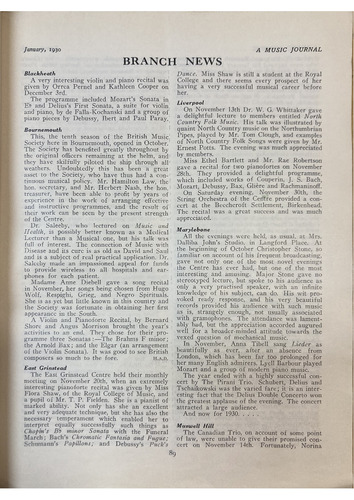 January, 1930
A MUSIC JOURNAL
BRANCH NEWS
Blackheath
A very interesting violin and piano recital was
given by Orrea Pernel and Kathleen Cooper on
December 3rd.
The programme included Mozart's Sonata in
E♭ and Delius's First Sonata, a suite for violin
and piano, by de Falla-Kochanski and a group of
piano pieces by Debussy, Ibert and Paul Paray.
Bournemouth
This, the tenth season of the British Music
Society here in Bournemouth, opened in October.
The Society has benefited greatly throughout by
the original officers remaining at the helm, and
they have skilfully piloted the ship through all
weathers. Undoubtedly this has been a great
asset to the Society, who have thus had a con-
tinuous musical policy. Mr. Hamilton Law, the
hon. secretary, and Mr. Herbert Nash, the hon.
treasurer, have been able to profit by years of
experience in the work of arranging effective
and instructive programmes, and the result of
their work can be seen by the present strength
of the Centre.
Dr. Saleeby, who lectured on Music and
Health, is possibly better known as a Medical
Lecturer than a Musical one, but his talk was
full of interest. The connection of Music with
Disease and its cure dates back to David and Saul
and is a subject of real practical application. Dr.
Saleeby made an impassioned appeal for funds
to provide wireless to all hospitals and ear-
phones for each patient.
Madame Anne Thursfield gave a song recital
in November, her songs being chosen from Hugo
Wolf, Respighi, Grieg, and Negro Spirituals.
She is as yet but little known in this country and
the Society was fortunate in obtaining her first
appearance in the South.
A Violin and Pianoforte Recital, by Bernard
Shore and Angus Morrison brought the year's
activities to an end. They chose for their pro-
gramme three Sonatas—The Brahms F minor;
the Arnold Bax; and the Elgar (an arrangement
of the Violin Sonata). It was good to see British
composers so much to the fore.
East Grinstead
The East Grinstead Centre held their monthly
meeting on November 20th, when an extremely
interesting pianoforte recital was given by Miss
Flora Shaw, of the Royal College of Music, and
a pupil of Mr. T. P. Fielden. She is a pianist of
marked ability. Not only has she an excellent
and very adequate technique, but she has also the
necessary temperament which enabled her to
interpret equally successfully such things as
Chopin's B♭ minor Sonata with the Funeral
March; Bach's Chromatic Fantasia and Fugue;
Schumann's Papillons; and Debussy's Puck's
Dance. Miss Shaw is still a student at the Royal
College and there seems every prospect of her
having a very successful musical career before
her.
Liverpool
On November 13th Dr. W. G. Whittaker gave
a delightful lecture to members entitled North
Country Folk Music. His talk was illustrated by
quaint North Country music on the Northumbrian
Pipes, played by Mr. Tom Clough, and examples
of North Country Folk Songs were given by Mr.
Ernest Potts. The evening was much appreciated
by members.
Miss Ethel Bartlett and Mr. Rae Robertson
gave a recital for two pianofortes on November
28th. They provided a delightful programme,
which included works of Couperin, J. S. Bach,
Mozart, Debussy, Bax, Glière and Rachmaninoff.
On Saturday evening, November 30th, the
String Orchestra of the Centre provided a con-
cert at the Beechcroft Settlement, Birkenhead.
The recital was a great success and was much
appreciated.
Marylebone
All the evenings were held, as usual, at Mrs.
Dalliba John's Studio in Langford Place. At
the beginning of October Christopher Stone, so
familiar on account of his frequent broadcasting,
gave not only one of the most novel evenings
the Centre has ever had, but one of the most
interesting and amusing. Major Stone gave no
stereotyped lecture, but spoke to his audience as
only a very practised speaker, with an infinite
knowledge of his subject, can do. His wit pro-
voked ready response, and his very beautiful
records provided his audience with such music
as is, strangely enough, not usually associated
with gramophones. The attendance was lament-
ably bad, but the appreciation accorded augured
well for a broader-minded attitude towards the
vexed question of mechanical music.
In November, Anna Tibell sang Lieder as
beautifully as ever, after an absence from
London, which has been far too prolonged for
her many English admirers. Lyell Barbour played
Mozart and a group of modern piano music.
The year ended with a highly successful con-
cert by The Pirani Trio. Schubert, Delius and
Tschaikowski was the varied fare; it is an inter-
esting fact that the Delius Double Concerto won
the greatest applause of the evening. The concert
attracted a large audience.
And now for 1930. . . .
Muswell Hill
The Canadian Trio, on account of some point
of law, were unable to give their promised con-
cert on November 14th. Fortunately, Norina
89